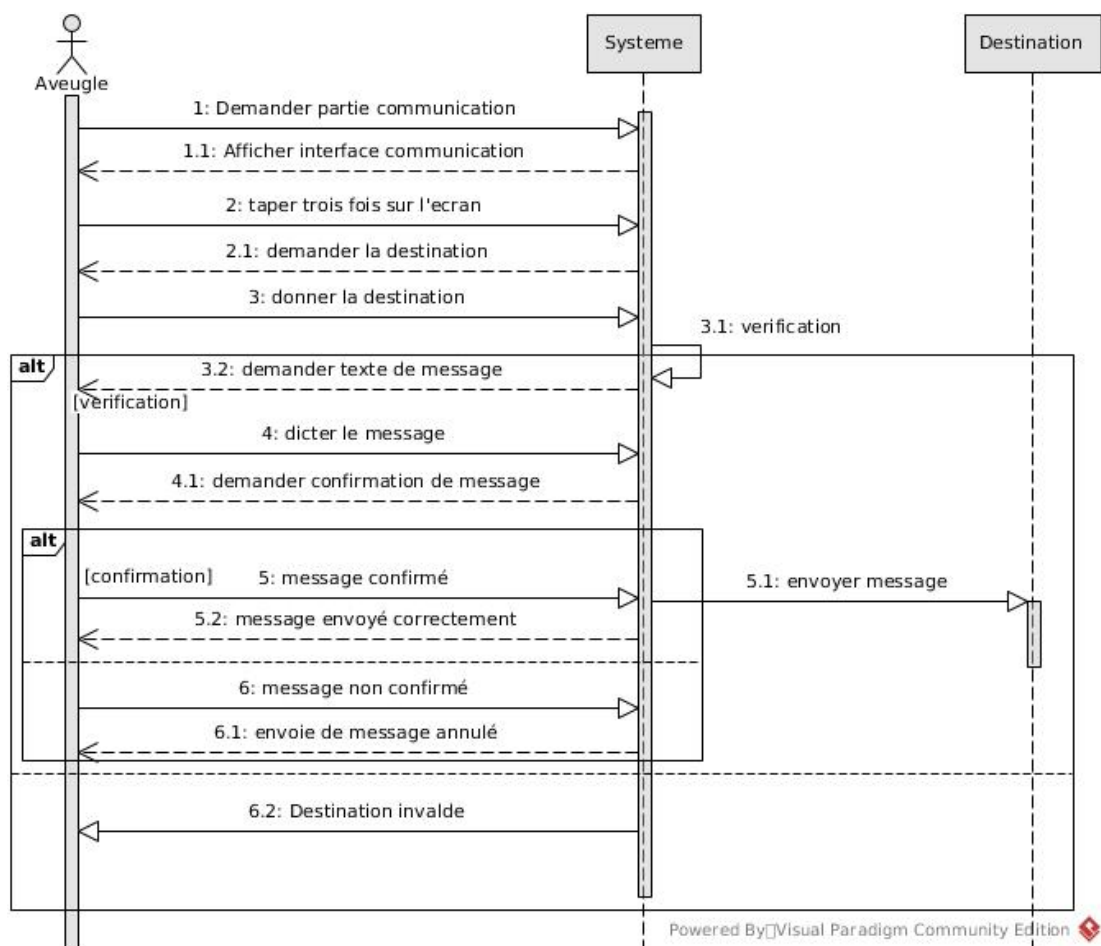 Systeme
Destination
Aveugle
1: Demander partie communication
1.1: Afficher interface communication
2: taper trois fois sur l'ecran
2.1: demander la destination
3: donner la destination
3.1: verification
alt
3.2: demander texte de message
[verification]
4: dicter le message
4.1: demander confirmation de message
alt
[confirmation]
5: message confirmé
5.1: envoyer message
5.2: message envoyé correctement
6: message non confirmé
6.1: envoie de message annulé
6.2: Destination invalde
Powered By▯Visual Paradigm Community Edition